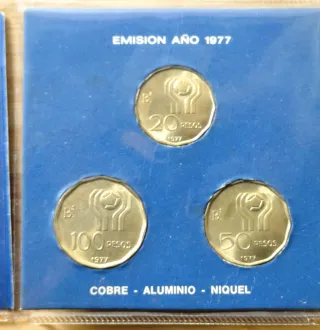 EMISION AÑO 1977
20
PESOS
1977
100
PESOS
1977
50
PESOS
1977
COBRE - ALUMINIO - NIQUEL